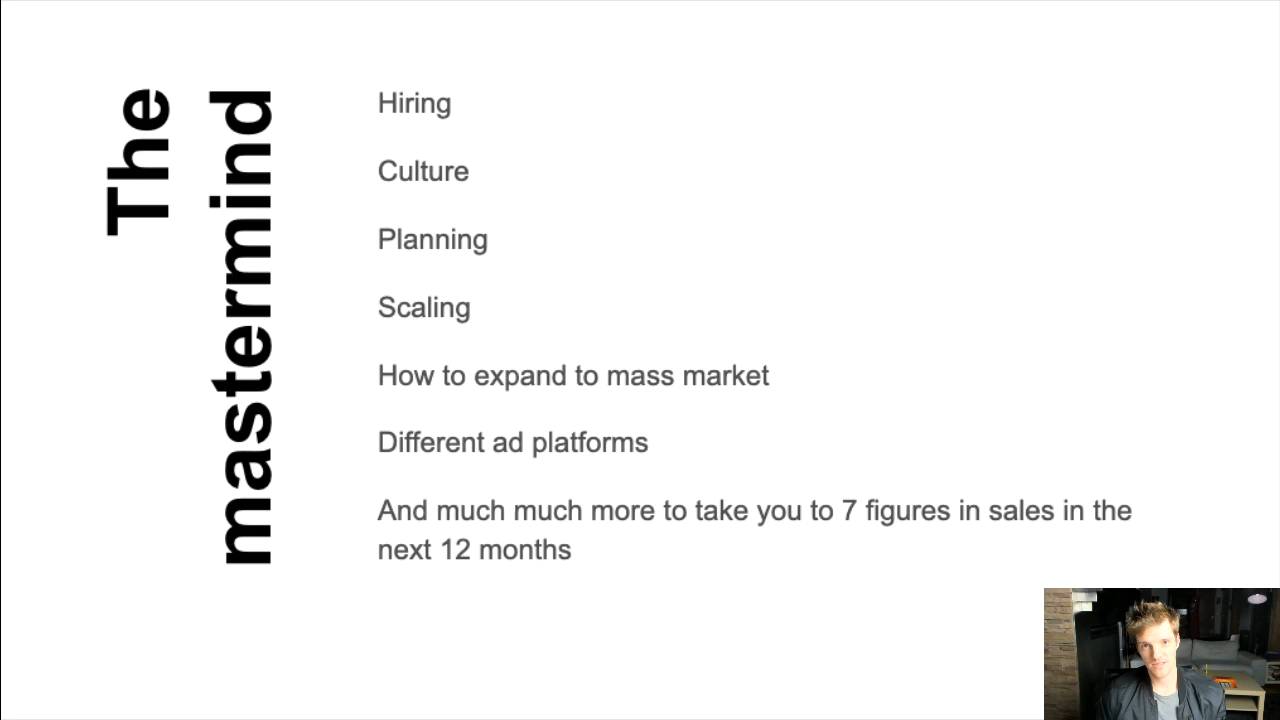 The
mastermind
Hiring
Culture
Planning
Scaling
How to expand to mass market
Different ad platforms
And much much more to take you to 7 figures in sales in the
next 12 months